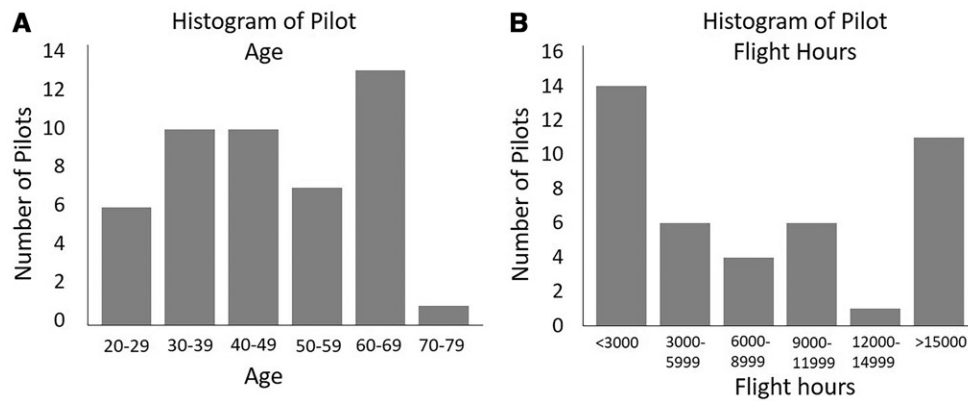 A
Histogram of Pilot
Age
Number of Pilots
14
12
10
8
6
4
2
0
20-29 30-39 40-49 50-59 60-69 70-79
Age
B
Histogram of Pilot
Flight Hours
Number of Pilots
16
14
12
10
8
6
4
2
0
<3000 3000- 6000- 9000- 12000- >15000
5999 8999 11999 14999
Flight hours